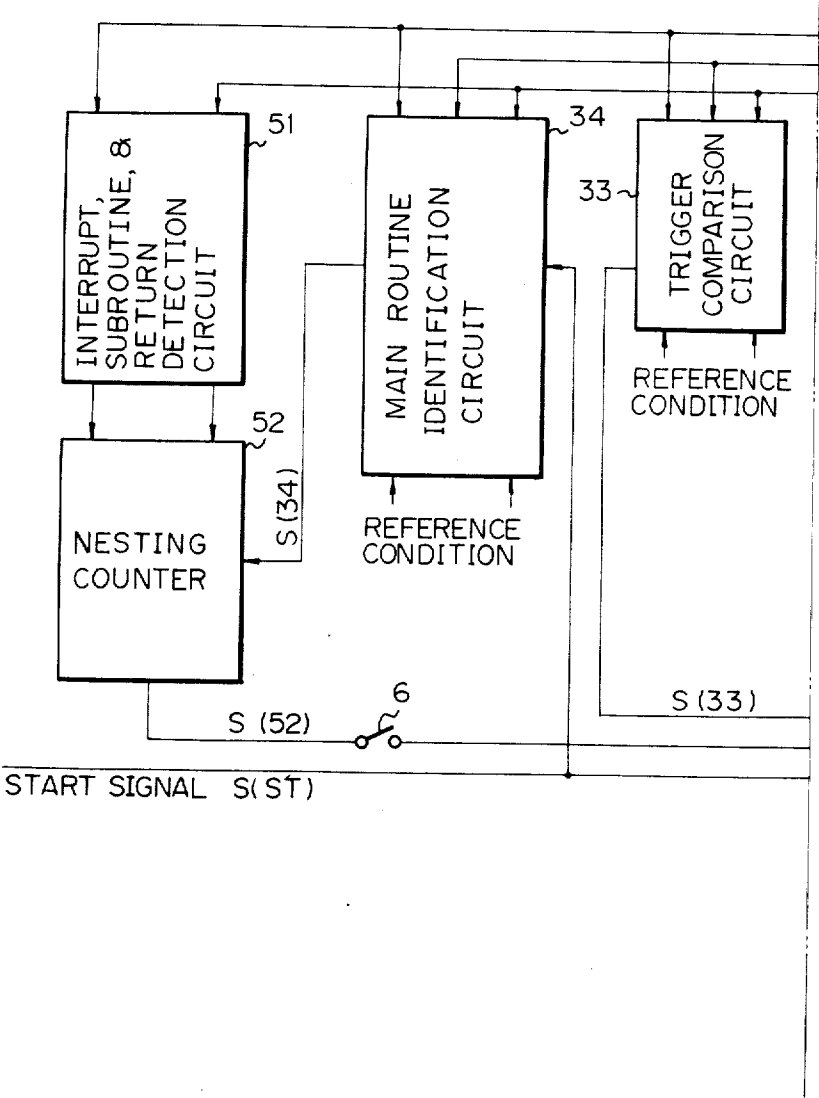 51
INTERRUPT,
SUBROUTINE, &
RETURN
DETECTION
CIRCUIT
34
MAIN ROUTINE
IDENTIFICATION
CIRCUIT
33
TRIGGER
COMPARISON
CIRCUIT
REFERENCE
CONDITION
52
NESTING
COUNTER
S (34)
REFERENCE
CONDITION
S (52)
6
S (33)
START SIGNAL S(ST)